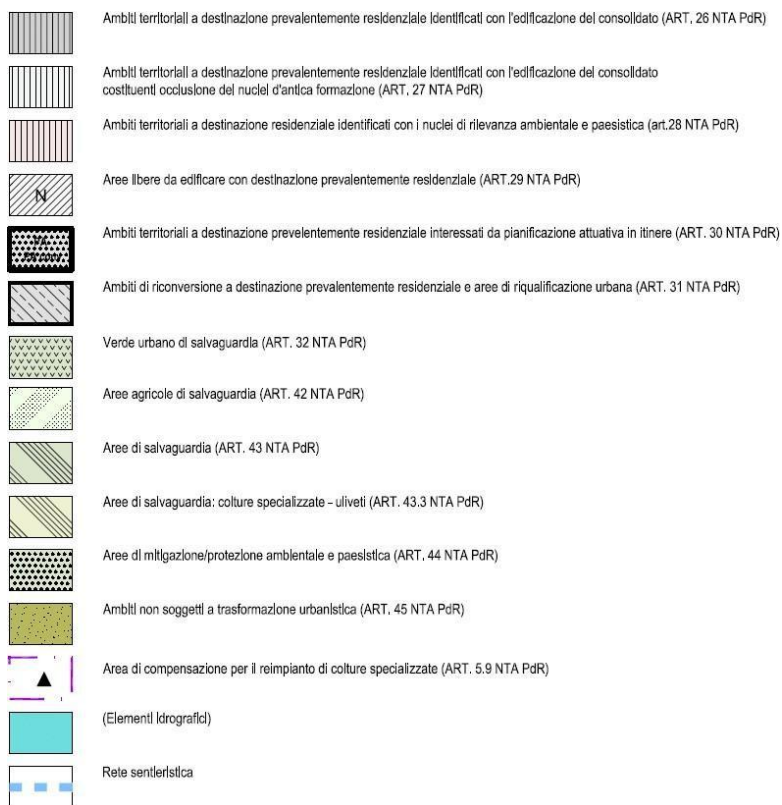 Ambiti territoriali a destinazione prevalentemente residenziale identificati con l'edificazione del consolidato (ART. 26 NTA PdR)
Ambiti territoriali a destinazione prevalentemente residenziale identificati con l'edificazione del consolidato
costituenti occlusione dei nuclei d'antica formazione (ART. 27 NTA PdR)
Ambiti territoriali a destinazione residenziale identificati con i nuclei di rilevanza ambientale e paesistica (art.28 NTA PdR)
N
Aree libere da edificare con destinazione prevalentemente residenziale (ART.29 NTA PdR)
Ambiti territoriali a destinazione prevelentemente residenziale interessati da pianificazione attuativa in itinere (ART. 30 NTA PdR)
Ambiti di riconversione a destinazione prevalentemente residenziale e aree di riqualificazione urbana (ART. 31 NTA PdR)
Verde urbano di salvaguardia (ART. 32 NTA PdR)
Aree agricole di salvaguardia (ART. 42 NTA PdR)
Aree di salvaguardia (ART. 43 NTA PdR)
Aree di salvaguardia: colture specializzate - uliveti (ART. 43.3 NTA PdR)
Aree di mitigazione/protezione ambientale e paesistica (ART. 44 NTA PdR)
Ambiti non soggetti a trasformazione urbanistica (ART. 45 NTA PdR)
Area di compensazione per il reimpianto di colture specializzate (ART. 5.9 NTA PdR)
(Elementi idrografici)
Rete sentieristica